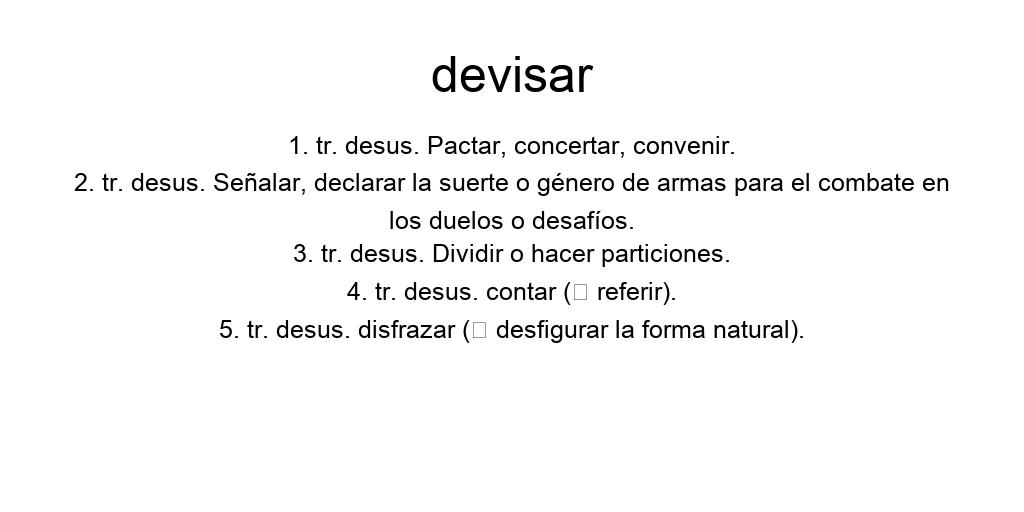 devisar
1. tr. desus. Pactar, concertar, convenir.
2. tr. desus. Señalar, declarar la suerte o género de armas para el combate en
los duelos o desafíos.
3. tr. desus. Dividir o hacer particiones.
4. tr. desus. contar (□ referir).
5. tr. desus. disfrazar (□ desfigurar la forma natural).